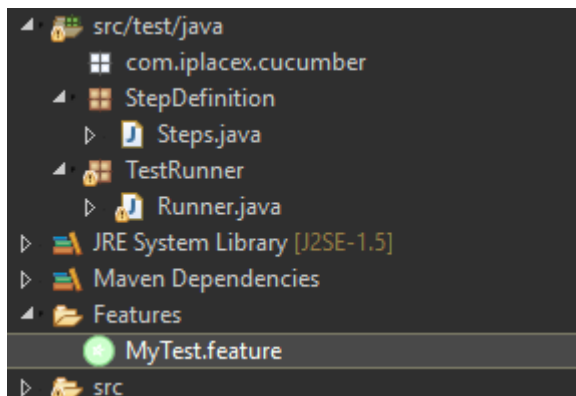 src/test/java
com.iplacex.cucumber
StepDefinition
Steps.java
TestRunner
Runner.java
JRE System Library [J2SE-1.5]
Maven Dependencies
Features
MyTest.feature
src